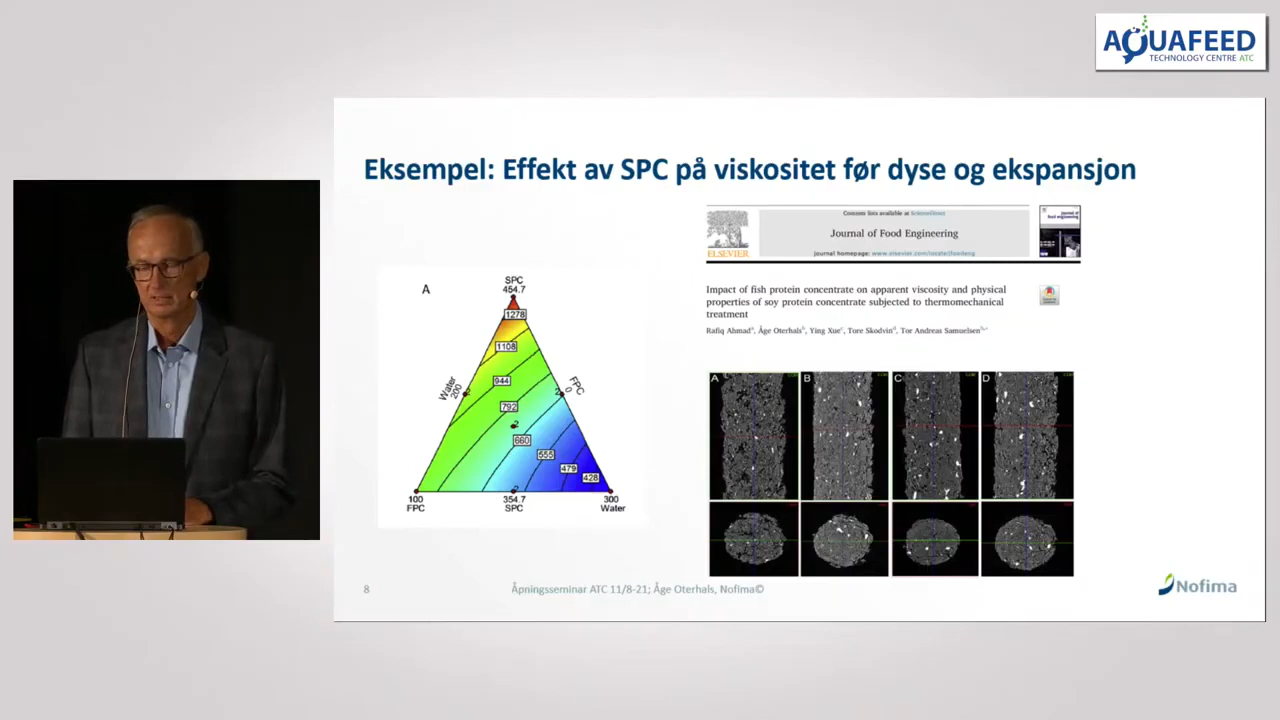 AQUAFEED
TECHNOLOGY CENTRE ATC
Eksempel: Effekt av SPC på viskositet før dyse og ekspansjon
Contents lists available at ScienceDirect
Journal of Food Engineering
journal homepage: www.elsevier.com/locate/jfoodeng
ELSEVIER
Impact of fish protein concentrate on apparent viscosity and physical
properties of soy protein concentrate subjected to thermomechanical
treatment
Rafiq Ahmad, Åge Oterhals, Ying Xue, Tore Skodvin, Tor Andreas Samuelsen
A
SPC
454.7
1278
1108
944
Water
200
FPC
0
2
792
2
660
555
479
428
100
FPC
354.7
SPC
300
Water
A B C D
8
Åpningsseminar ATC 11/8-21; Åge Oterhals, Nofima©
Nofima